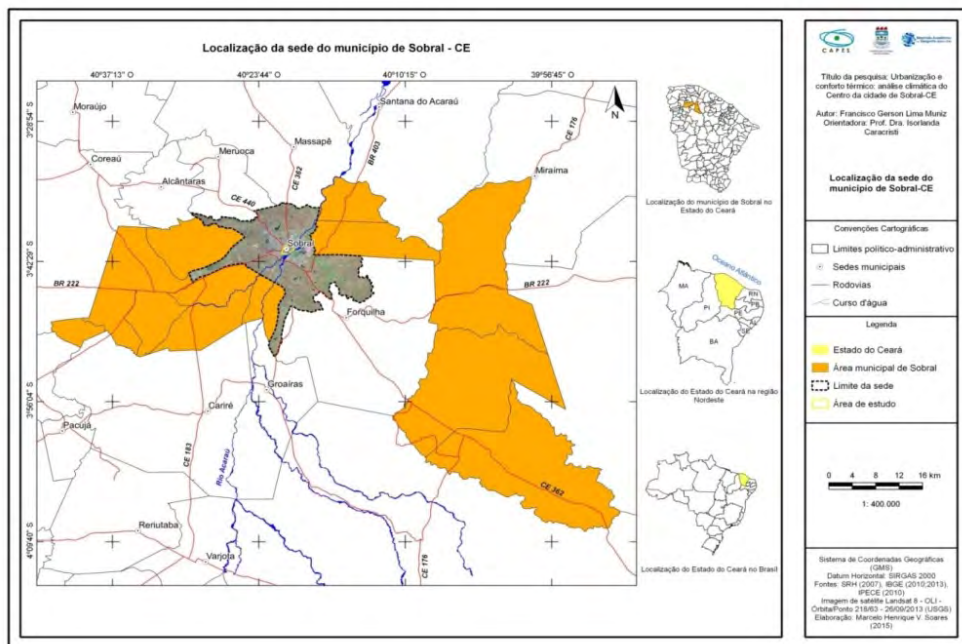 Localização da sede do município de Sobral - CE
40°37'13" O
40°23'44" O
40°10'15" O
39°56'45" O
3°28'54" S
3°42'29" S
3°56'04" S
4°09'40" S
Moraújo
Santana do Acaraú
Massapê
Meruoca
Coreaú
Alcântaras
Miraíma
CE 362
BR 403
CE 176
CE 440
Sobral
BR 222
BR 222
Forquilha
Groaíras
Cariré
Pacujá
CE 183
Rio Acaraú
CE 362
Reriutaba
Varjota
CE 176
N
Localização do município de Sobral no
Estado do Ceará
Oceano Atlântico
MA
PI
RN
PB
PE
AL
SE
BA
Localização do Estado do Ceará na região
Nordeste
Localização do Estado do Ceará no Brasil
CAPES
Título da pesquisa: Urbanização e
conforto térmico: análise climática do
Centro da cidade de Sobral-CE
Autor: Francisco Gerson Lima Muniz
Orientadora: Prof. Dra. Isorlanda
Caracristi
Localização da sede do
município de Sobral-CE
Convenções Cartográficas
Limites político-administrativo
Sedes municipais
Rodovias
Curso d'água
Legenda
Estado do Ceará
Área municipal de Sobral
Limite da sede
Área de estudo
0 4 8 12 16 km
1: 400.000
Sistema de Coordenadas Geográficas
(GMS)
Datum Horizontal: SIRGAS 2000
Fontes: SRH (2007), IBGE (2010;2013),
IPECE (2010)
Imagem de satélite Landsat 8 - OLI -
Órbita/Ponto 218/63 - 26/09/2013 (USGS)
Elaboração: Marcelo Henrique V. Soares
(2015)